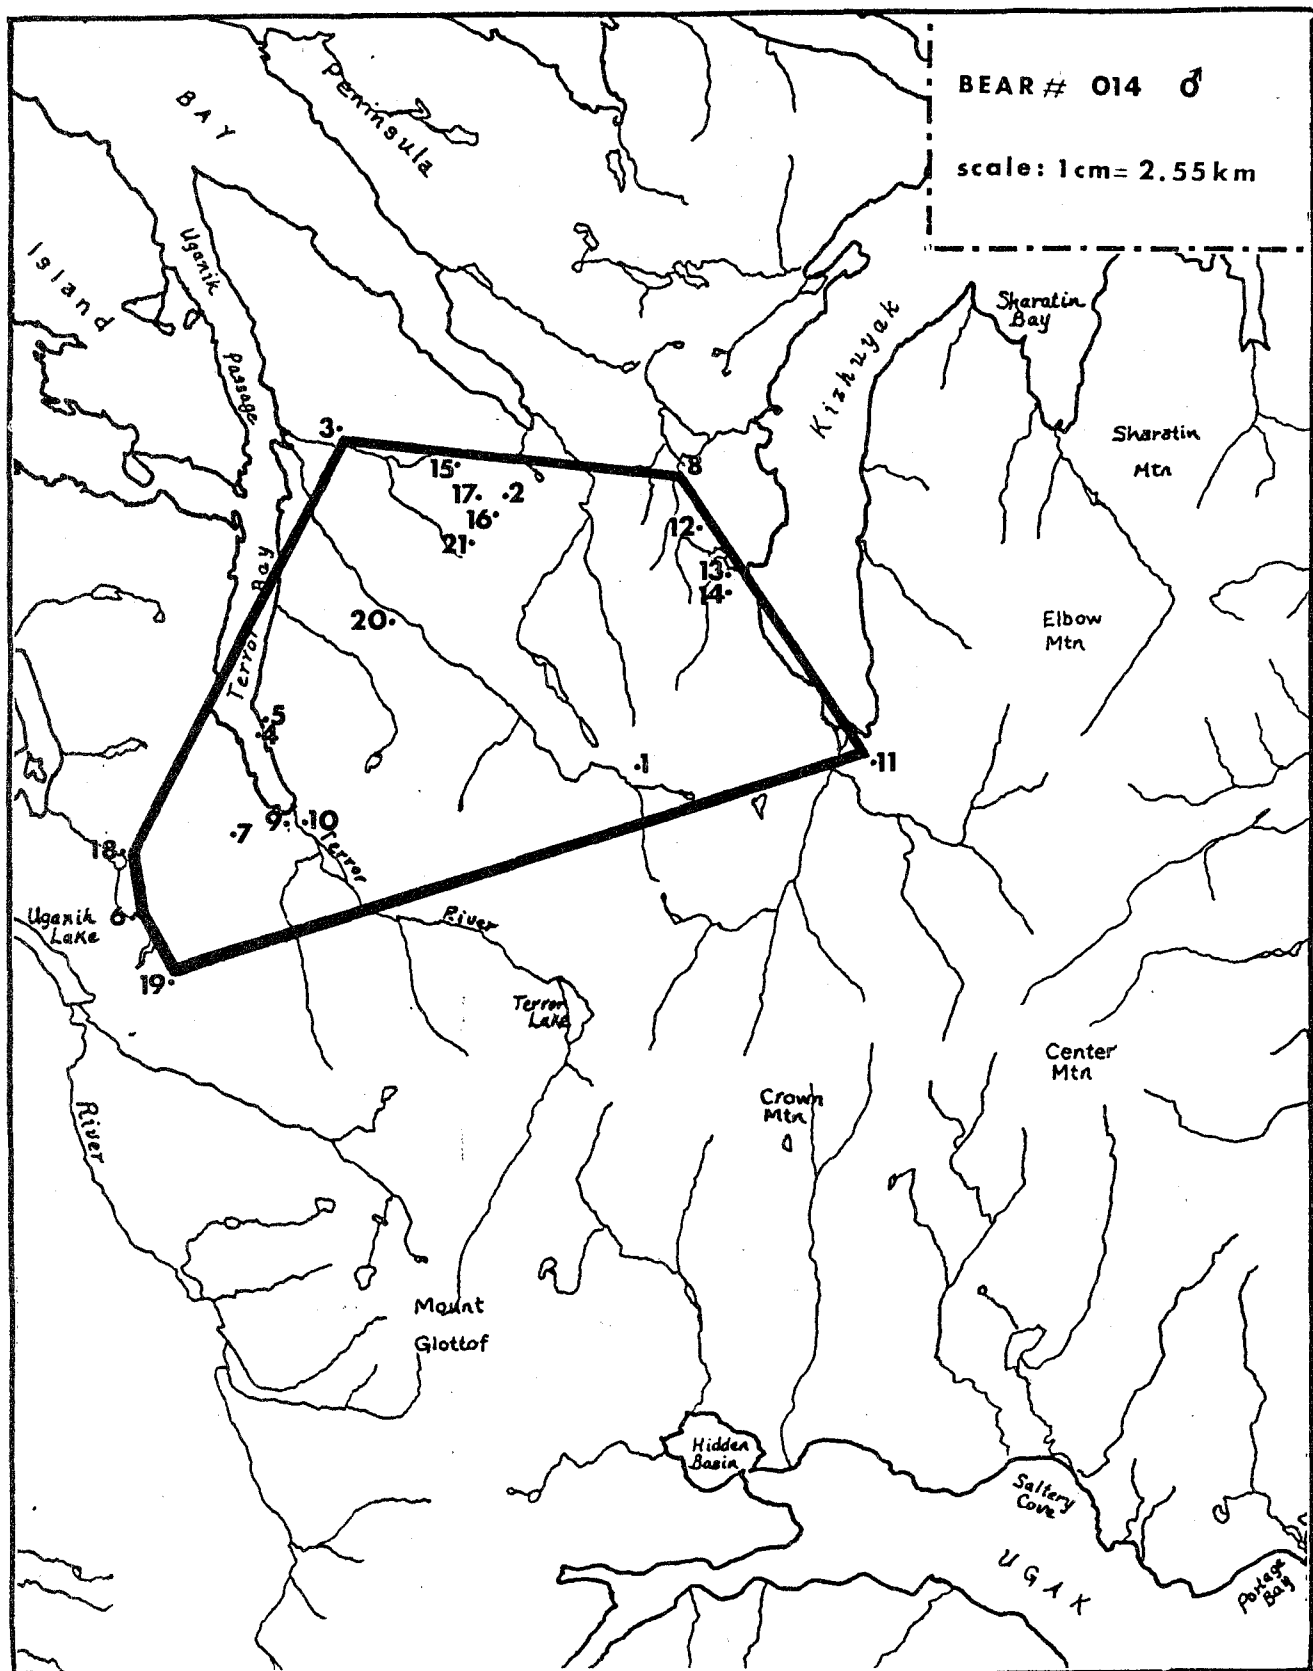 BEAR # 014 ♂
scale: 1cm= 2.55km
Peninsula
BAY
Uganik
Island
Passage
Kizhuyak
Sharatin
Bay
Sharatin
Mtn
3
15
8
17
2
16
12
21
13
14
Bay
Terror
20
Elbow
Mtn
5
4
1
11
7
9
10
Terror
18
Uganik
Lake
6
River
19
Terror
Lake
Center
Mtn
Crown
Mtn
River
Mount
Glottof
Hidden
Basin
Saltery
Cove
UGAK
Portage
Bay